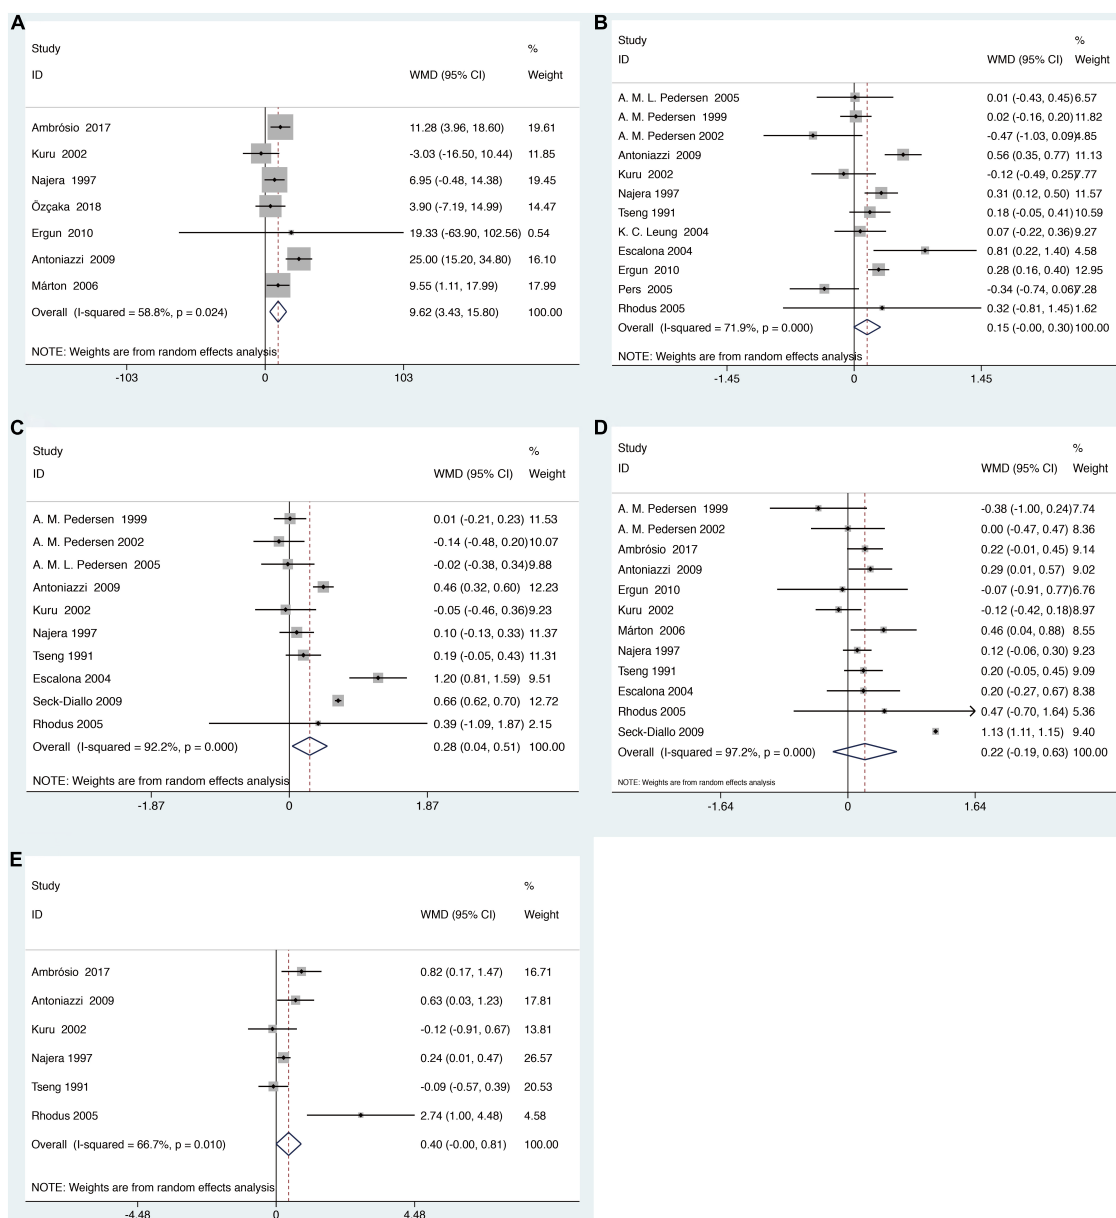 A
Study %
ID WMD (95% CI) Weight
Ambrósio 2017 11.28 (3.96, 18.60) 19.61
Kuru 2002 -3.03 (-16.50, 10.44) 11.85
Najera 1997 6.95 (-0.48, 14.38) 19.45
Özçaka 2018 3.90 (-7.19, 14.99) 14.47
Ergun 2010 19.33 (-63.90, 102.56) 0.54
Antoniazzi 2009 25.00 (15.20, 34.80) 16.10
Márton 2006 9.55 (1.11, 17.99) 17.99
Overall (I-squared = 58.8%, p = 0.024) 9.62 (3.43, 15.80) 100.00
NOTE: Weights are from random effects analysis
-103 0 103
B
Study %
ID WMD (95% CI) Weight
A. M. L. Pedersen 2005 0.01 (-0.43, 0.45) 6.57
A. M. Pedersen 1999 0.02 (-0.16, 0.20) 11.82
A. M. Pedersen 2002 -0.47 (-1.03, 0.09) 4.85
Antoniazzi 2009 0.56 (0.35, 0.77) 11.13
Kuru 2002 -0.12 (-0.49, 0.25) 7.77
Najera 1997 0.31 (0.12, 0.50) 11.57
Tseng 1991 0.18 (-0.05, 0.41) 10.59
K. C. Leung 2004 0.07 (-0.22, 0.36) 9.27
Escalona 2004 0.81 (0.22, 1.40) 4.58
Ergun 2010 0.28 (0.16, 0.40) 12.95
Pers 2005 -0.34 (-0.74, 0.06) 7.28
Rhodus 2005 0.32 (-0.81, 1.45) 1.62
Overall (I-squared = 71.9%, p = 0.000) 0.15 (-0.00, 0.30) 100.00
NOTE: Weights are from random effects analysis
-1.45 0 1.45
C
Study %
ID WMD (95% CI) Weight
A. M. Pedersen 1999 0.01 (-0.21, 0.23) 11.53
A. M. Pedersen 2002 -0.14 (-0.48, 0.20) 10.07
A. M. L. Pedersen 2005 -0.02 (-0.38, 0.34) 9.88
Antoniazzi 2009 0.46 (0.32, 0.60) 12.23
Kuru 2002 -0.05 (-0.46, 0.36) 9.23
Najera 1997 0.10 (-0.13, 0.33) 11.37
Tseng 1991 0.19 (-0.05, 0.43) 11.31
Escalona 2004 1.20 (0.81, 1.59) 9.51
Seck-Diallo 2009 0.66 (0.62, 0.70) 12.72
Rhodus 2005 0.39 (-1.09, 1.87) 2.15
Overall (I-squared = 92.2%, p = 0.000) 0.28 (0.04, 0.51) 100.00
NOTE: Weights are from random effects analysis
-1.87 0 1.87
D
Study %
ID WMD (95% CI) Weight
A. M. Pedersen 1999 -0.38 (-1.00, 0.24) 7.74
A. M. Pedersen 2002 0.00 (-0.47, 0.47) 8.36
Ambrósio 2017 0.22 (-0.01, 0.45) 9.14
Antoniazzi 2009 0.29 (0.01, 0.57) 9.02
Ergun 2010 -0.07 (-0.91, 0.77) 6.76
Kuru 2002 -0.12 (-0.42, 0.18) 8.97
Márton 2006 0.46 (0.04, 0.88) 8.55
Najera 1997 0.12 (-0.06, 0.30) 9.23
Tseng 1991 0.20 (-0.05, 0.45) 9.09
Escalona 2004 0.20 (-0.27, 0.67) 8.38
Rhodus 2005 0.47 (-0.70, 1.64) 5.36
Seck-Diallo 2009 1.13 (1.11, 1.15) 9.40
Overall (I-squared = 97.2%, p = 0.000) 0.22 (-0.19, 0.63) 100.00
NOTE: Weights are from random effects analysis
-1.64 0 1.64
E
Study %
ID WMD (95% CI) Weight
Ambrósio 2017 0.82 (0.17, 1.47) 16.71
Antoniazzi 2009 0.63 (0.03, 1.23) 17.81
Kuru 2002 -0.12 (-0.91, 0.67) 13.81
Najera 1997 0.24 (0.01, 0.47) 26.57
Tseng 1991 -0.09 (-0.57, 0.39) 20.53
Rhodus 2005 2.74 (1.00, 4.48) 4.58
Overall (I-squared = 66.7%, p = 0.010) 0.40 (-0.00, 0.81) 100.00
NOTE: Weights are from random effects analysis
-4.48 0 4.48